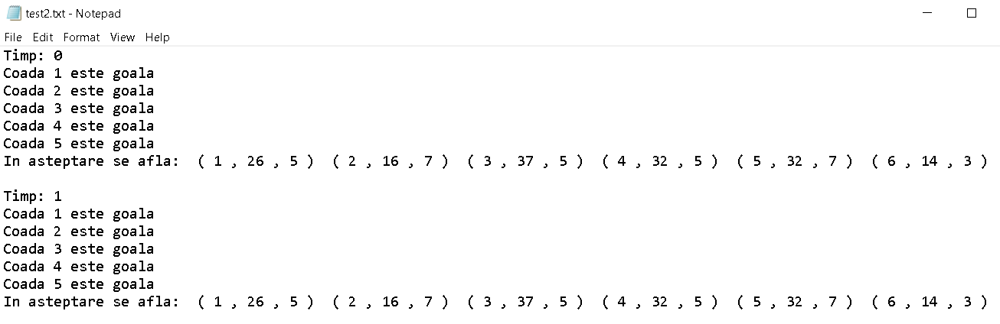 test2.txt - Notepad
File Edit Format View Help
Timp: 0
Coada 1 este goala
Coada 2 este goala
Coada 3 este goala
Coada 4 este goala
Coada 5 este goala
In asteptare se afla:  ( 1 , 26 , 5 )  ( 2 , 16 , 7 )  ( 3 , 37 , 5 )  ( 4 , 32 , 5 )  ( 5 , 32 , 7 )  ( 6 , 14 , 3 )
Timp: 1
Coada 1 este goala
Coada 2 este goala
Coada 3 este goala
Coada 4 este goala
Coada 5 este goala
In asteptare se afla:  ( 1 , 26 , 5 )  ( 2 , 16 , 7 )  ( 3 , 37 , 5 )  ( 4 , 32 , 5 )  ( 5 , 32 , 7 )  ( 6 , 14 , 3 )